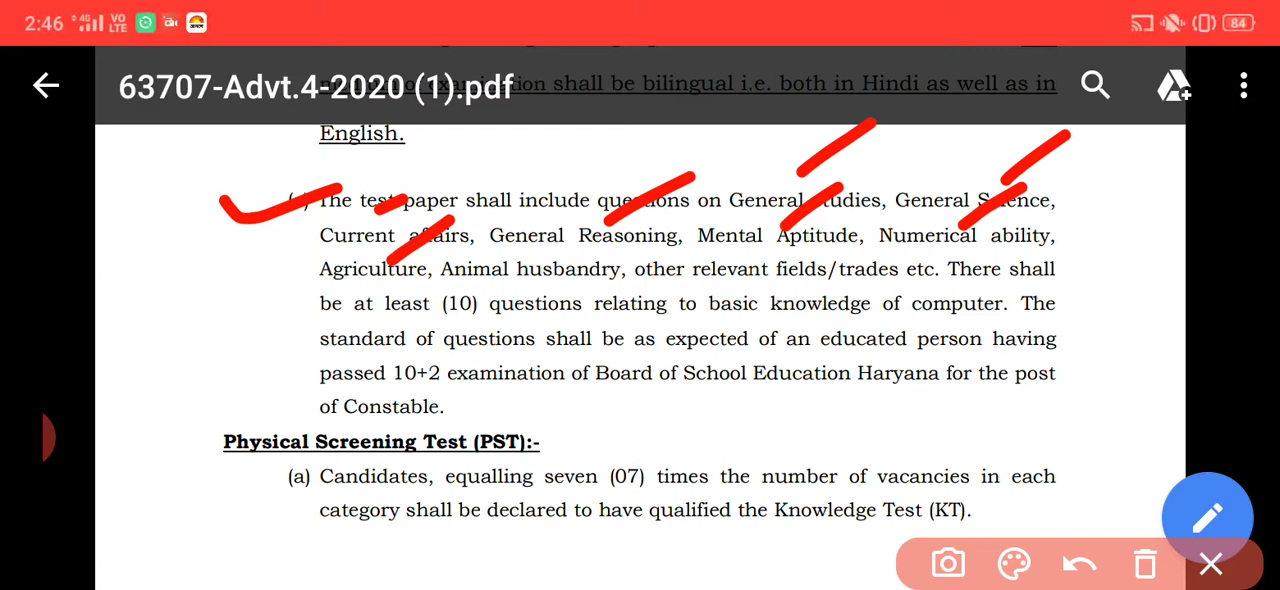 2:46 4G VO LTE 84
63707-Advt.4-2020 (1).pdf
examination shall be bilingual i.e. both in Hindi as well as in
English.
The test paper shall include questions on General Studies, General Science,
Current affairs, General Reasoning, Mental Aptitude, Numerical ability,
Agriculture, Animal husbandry, other relevant fields/trades etc. There shall
be at least (10) questions relating to basic knowledge of computer. The
standard of questions shall be as expected of an educated person having
passed 10+2 examination of Board of School Education Haryana for the post
of Constable.
Physical Screening Test (PST):-
(a) Candidates, equalling seven (07) times the number of vacancies in each
category shall be declared to have qualified the Knowledge Test (KT).